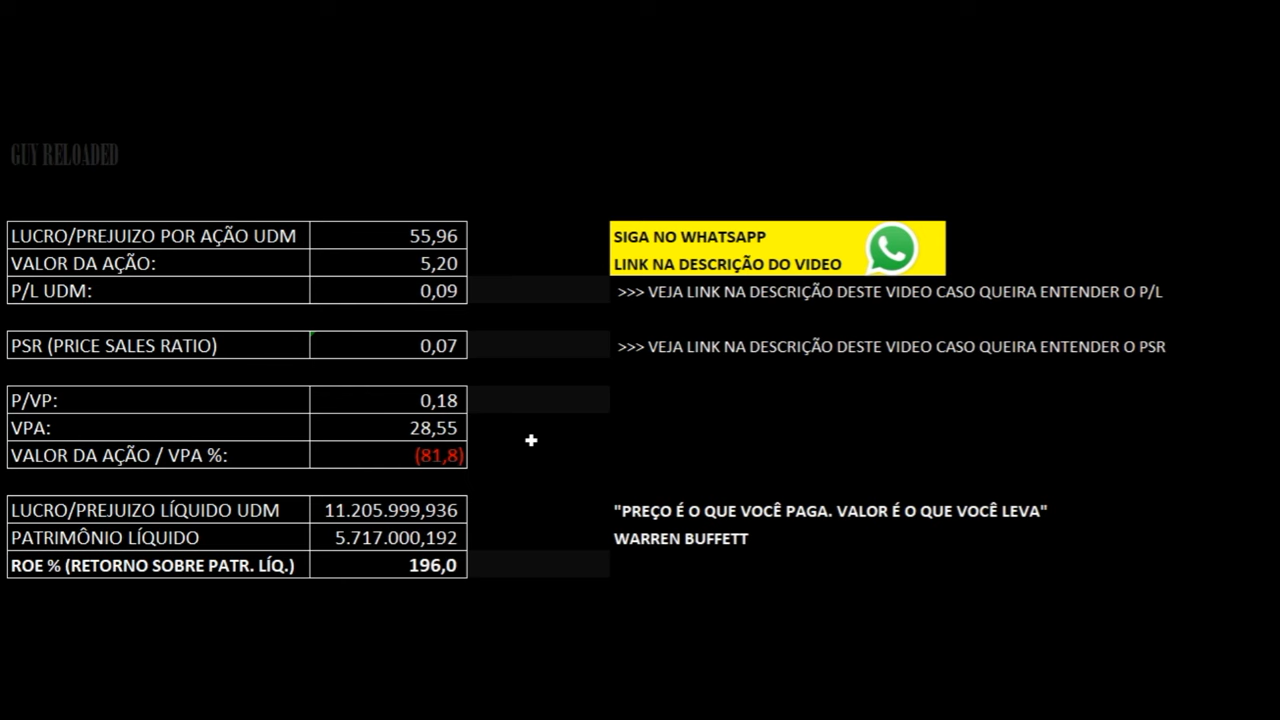 GUY RELOADED
LUCRO/PREJUIZO POR AÇÃO UDM 55,96
VALOR DA AÇÃO: 5,20
P/L UDM: 0,09
SIGA NO WHATSAPP
LINK NA DESCRIÇÃO DO VIDEO
>>> VEJA LINK NA DESCRIÇÃO DESTE VIDEO CASO QUEIRA ENTENDER O P/L
PSR (PRICE SALES RATIO) 0,07
>>> VEJA LINK NA DESCRIÇÃO DESTE VIDEO CASO QUEIRA ENTENDER O PSR
P/VP: 0,18
VPA: 28,55
VALOR DA AÇÃO / VPA %: (81,8)
LUCRO/PREJUIZO LÍQUIDO UDM 11.205.999,936
PATRIMÔNIO LÍQUIDO 5.717.000,192
ROE % (RETORNO SOBRE PATR. LÍQ.) 196,0
"PREÇO É O QUE VOCÊ PAGA. VALOR É O QUE VOCÊ LEVA"
WARREN BUFFETT